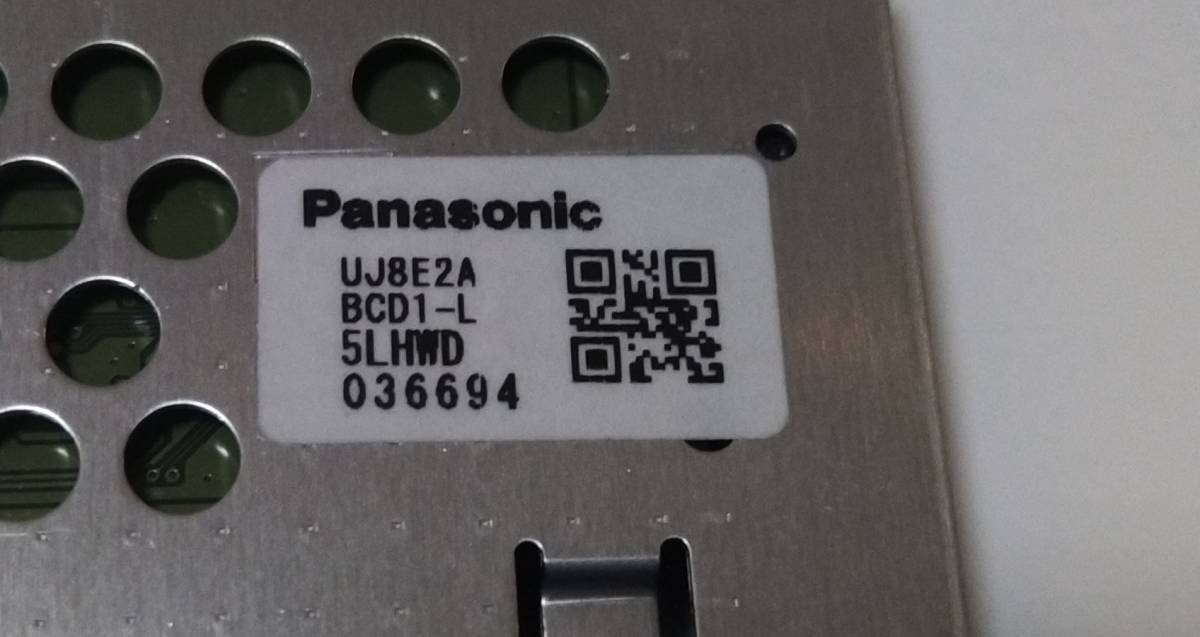 Panasonic
UJ8E2A
BCD1-L
5LHWD
036694